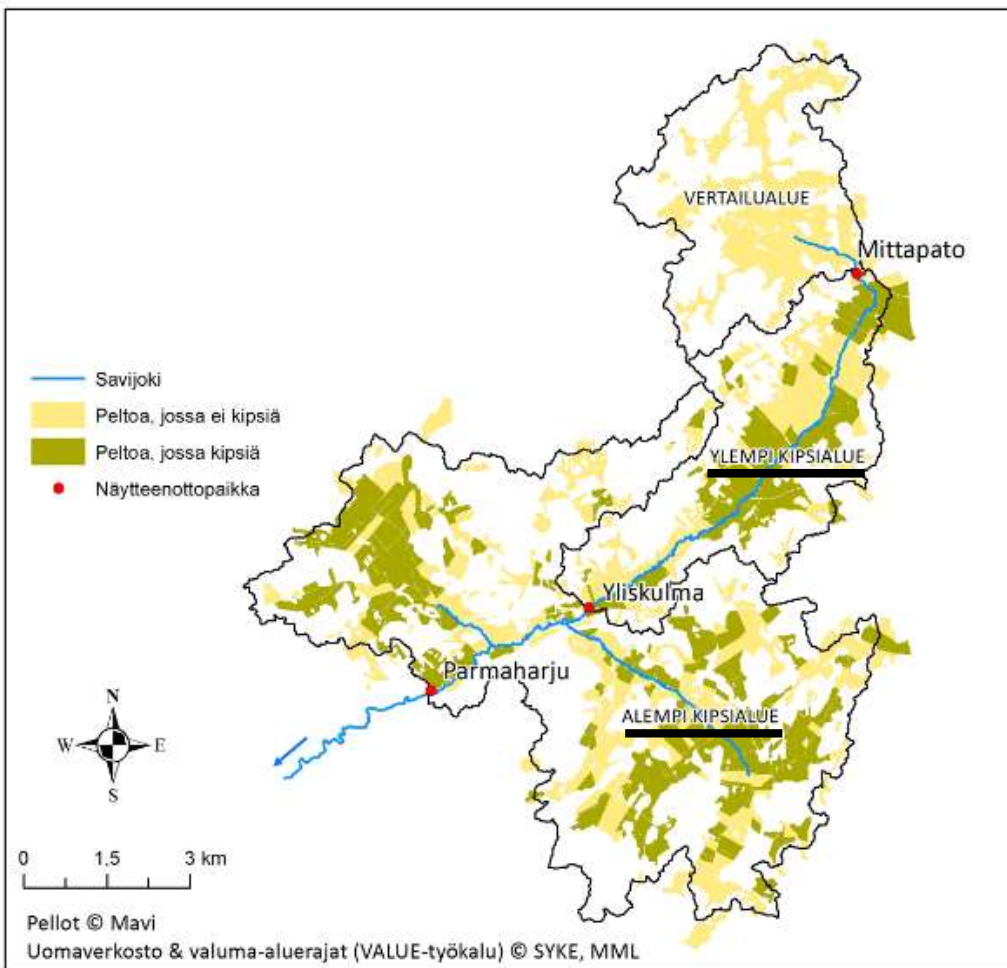 VERTAILUALUE
Mittapato
Savijoki
Peltoa, jossa ei kipsiä
Peltoa, jossa kipsiä
Näytteenottopaikka
YLEMPI KIPSIALUE
Yliskulma
Parmaharju
ALEMPI KIPSIALUE
N
W E
S
0 1,5 3 km
Pellot © Mavi
Uomaverkosto & valuma-aluerajat (VALUE-työkalu) © SYKE, MML